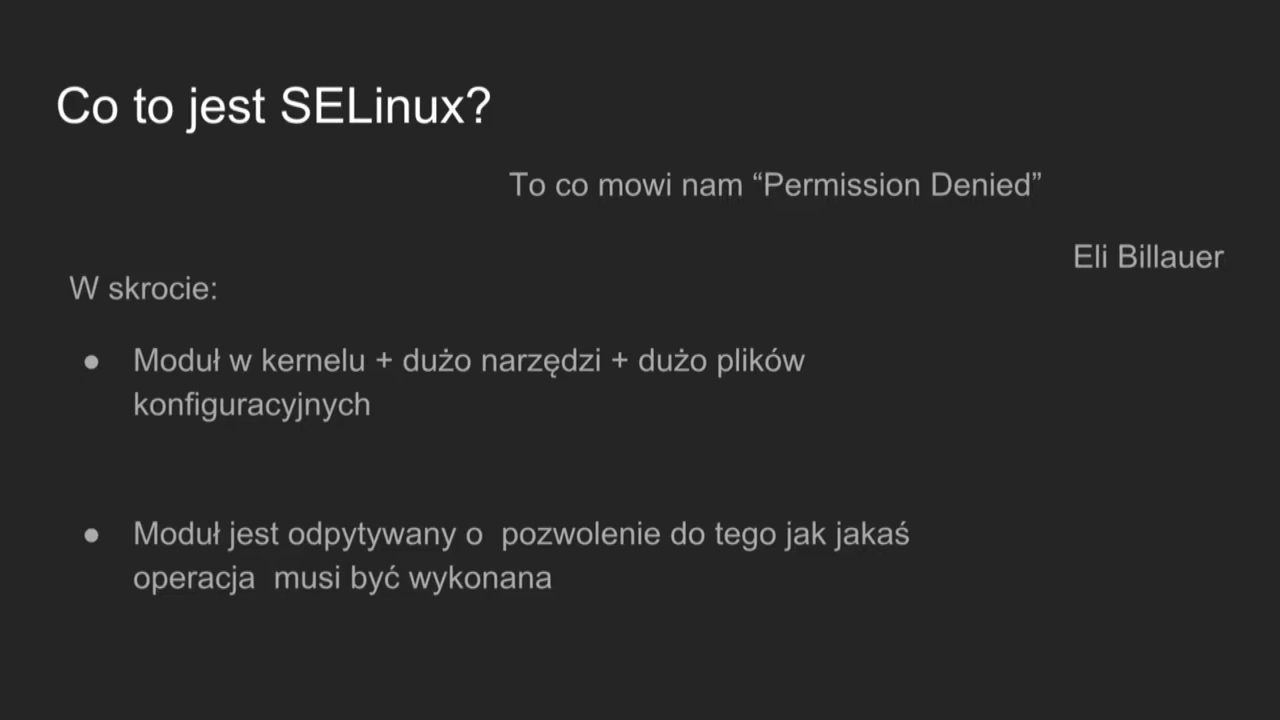 Co to jest SELinux?
To co mowi nam “Permission Denied”
Eli Billauer
W skrocie:
● Moduł w kernelu + dużo narzędzi + dużo plików
konfiguracyjnych
● Moduł jest odpytywany o  pozwolenie do tego jak jakaś
operacja  musi być wykonana